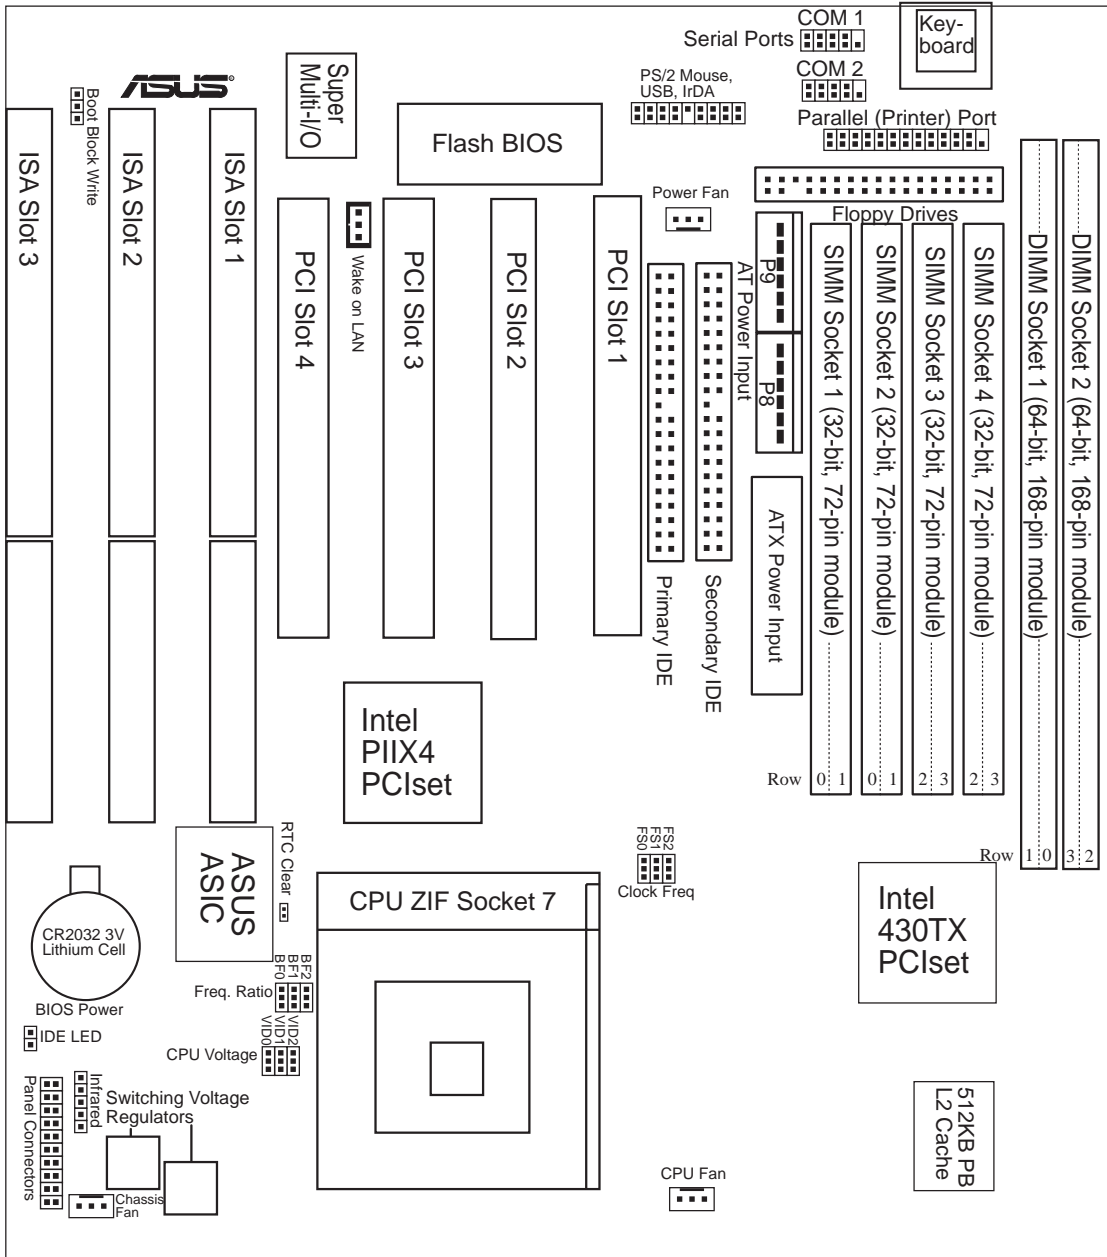 COM 1
Serial Ports
Key-
board
ASUS
Super
Multi-I/O
PS/2 Mouse,
USB, IrDA
COM 2
Parallel (Printer) Port
Boot Block Write
Flash BIOS
ISA Slot 3
ISA Slot 2
ISA Slot 1
PCI Slot 4
Wake on LAN
PCI Slot 3
PCI Slot 2
PCI Slot 1
Power Fan
Floppy Drives
AT Power Input
P9
P8
SIMM Socket 1 (32-bit, 72-pin module)
SIMM Socket 2 (32-bit, 72-pin module)
SIMM Socket 3 (32-bit, 72-pin module)
SIMM Socket 4 (32-bit, 72-pin module)
DIMM Socket 1 (64-bit, 168-pin module)
DIMM Socket 2 (64-bit, 168-pin module)
ATX Power Input
Primary IDE
Secondary IDE
Intel
PIIX4
PCIset
Row 0 1 0 1 2 3 2 3
Row 1 0 3 2
RTC Clear
ASUS
ASIC
FS0
FS1
FS2
Clock Freq
CPU ZIF Socket 7
Intel
430TX
PCIset
CR2032 3V
Lithium Cell
BIOS Power
BF0
BF1
BF2
Freq. Ratio
IDE LED
VID0
VID1
VID2
CPU Voltage
Panel Connectors
Infrared
Switching Voltage
Regulators
512KB PB
L2 Cache
Chassis
Fan
CPU Fan